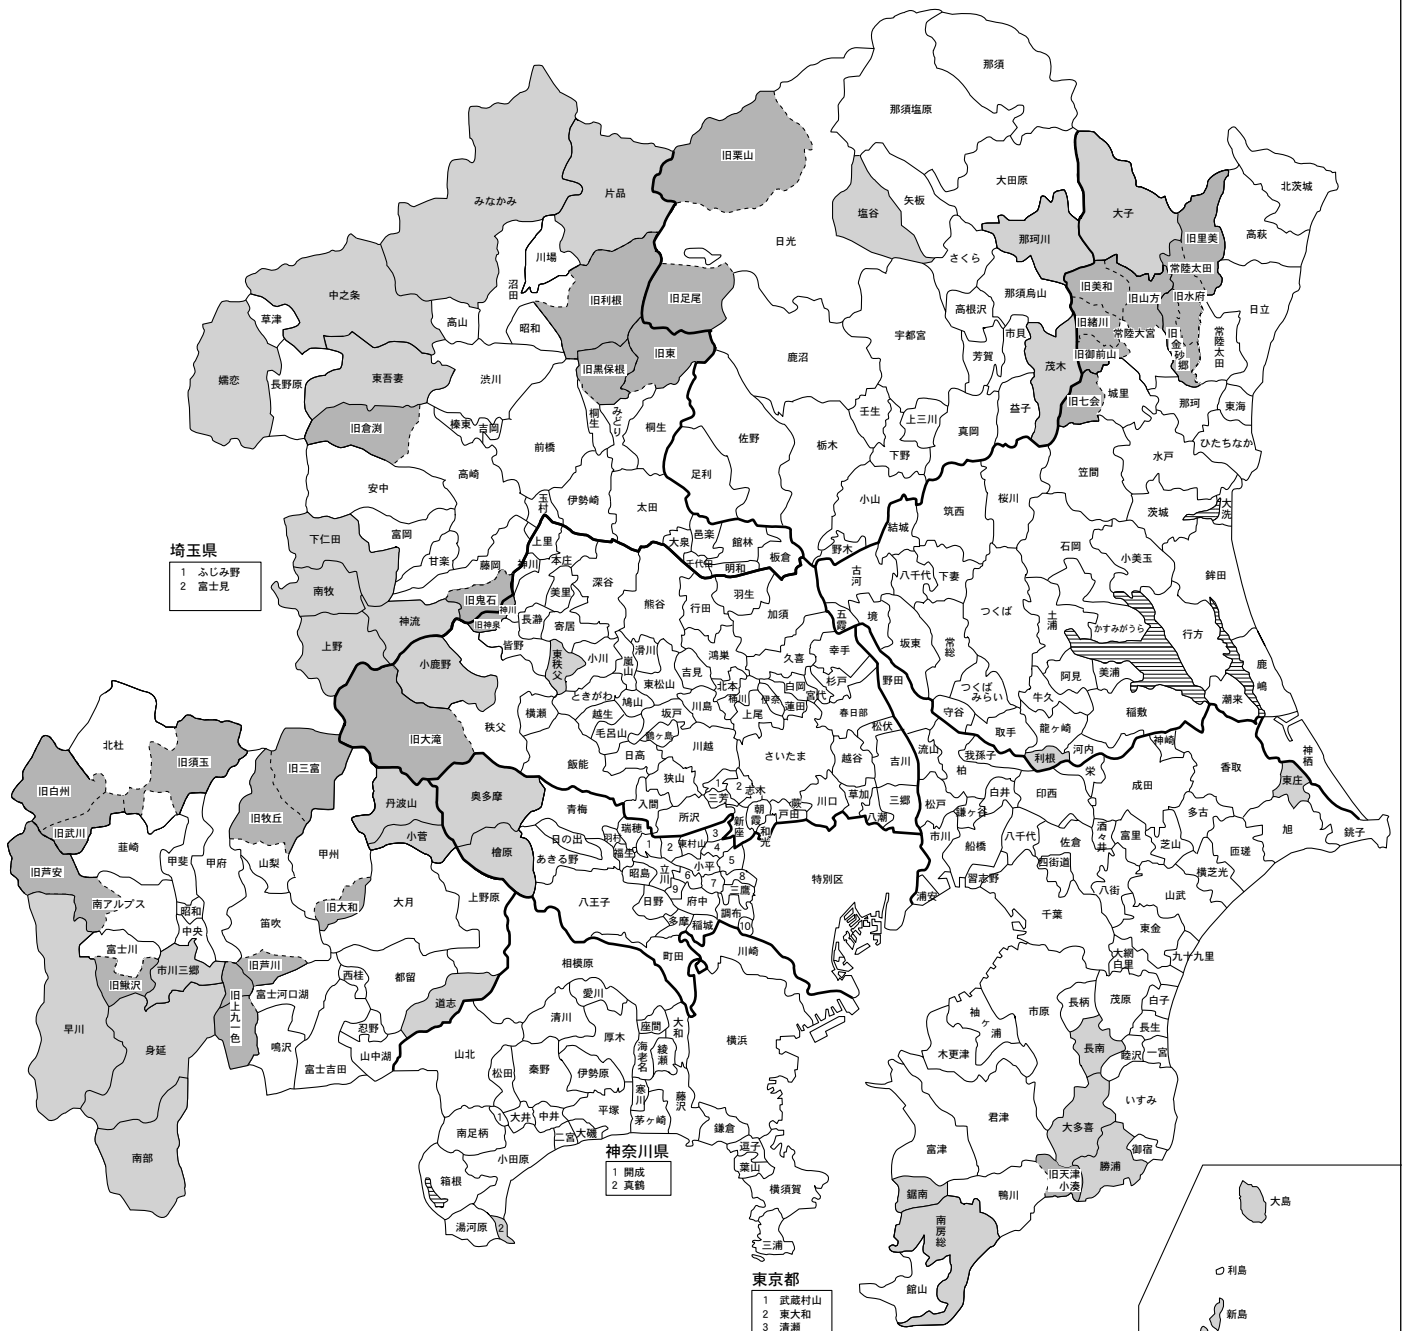 那須
那須塩原
旧栗山
大田原
北茨城
矢板
片品
みなかみ
塩谷
大子
旧里美
高萩
那珂川
日光
川場
さくら
常陸太田
沼田
旧美和
旧山方
旧水府
中之条
旧利根
旧足尾
那須烏山
高根沢
日立
草津
高山
昭和
宇都宮
市貝
旧緒川
常陸大宮
旧金砂郷
常陸太田
旧東
鹿沼
芳賀
旧御前山
茂木
嬬恋
長野原
東吾妻
渋川
旧黒保根
旧七会
城里
那珂
東海
壬生
上三川
益子
真岡
旧倉渕
榛東
吉岡
桐生
みどり
桐生
佐野
栃木
ひたちなか
前橋
下野
水戸
高崎
足利
笠間
安中
玉村
伊勢崎
太田
小山
桜川
筑西
茨城
大洗
下仁田
富岡
結城
邑楽
大泉
館林
板倉
野木
石岡
小美玉
埼玉県
1 ふじみ野
2 富士見
甘楽
藤岡
上里
神川
本庄
千代田
明和
古河
八千代
下妻
鉾田
南牧
旧鬼石
神川
美里
深谷
熊谷
行田
羽生
加須
つくば
土浦
かすみがうら
行方
神流
旧神泉
長瀞
寄居
五霞
境
坂東
常総
上野
小鹿野
皆野
東秩父
小川
嵐山
滑川
吉見
鴻巣
久喜
幸手
阿見
美浦
鹿嶋
潮来
東松山
北本
桶川
伊奈
白岡
宮代
杉戸
野田
つくばみらい
牛久
稲敷
ときがわ
鳩山
川島
上尾
蓮田
春日部
守谷
取手
龍ヶ崎
秩父
横瀬
越生
毛呂山
坂戸
鶴ヶ島
松伏
旧大滝
北杜
飯能
日高
川越
さいたま
越谷
吉川
流山
我孫子
利根
河内
神崎
神栖
旧須玉
旧三富
狭山
柏
栄
香取
東庄
旧白州
奥多摩
1
2
志木
三芳
白井
印西
成田
丹波山
入間
所沢
朝霞
蕨
戸田
川口
草加
八潮
三郷
松戸
鎌ヶ谷
多古
旭
銚子
旧武川
旧牧丘
青梅
瑞穂
新座
和光
市川
船橋
八千代
佐倉
酒々井
富里
芝山
匝瑳
韮崎
甲斐
甲府
山梨
甲州
小菅
日の出
羽村
福生
1
2
東村山
3
4
旧芦安
檜原
あきる野
昭島
立川
小平
5
四街道
横芝光
特別区
習志野
八街
山武
6
7
8
三鷹
9
浦安
南アルプス
昭和
中央
笛吹
旧大和
大月
上野原
八王子
日野
府中
調布
千葉
東金
富士川
多摩
稲城
10
川崎
大網白里
九十九里
市川三郷
旧芦川
町田
旧鰍沢
西桂
都留
相模原
富士河口湖
道志
愛川
長柄
茂原
白子
旧上九一色
忍野
清川
座間
大和
袖ヶ浦
市原
長生
早川
身延
鳴沢
山中湖
厚木
海老名
綾瀬
横浜
木更津
長南
睦沢
一宮
富士吉田
山北
松田
秦野
伊勢原
寒川
藤沢
いすみ
1
大井
中井
平塚
茅ヶ崎
君津
大多喜
南足柄
二宮
大磯
鎌倉
南部
小田原
逗子
富津
御宿
葉山
勝浦
神奈川県
1 開成
2 真鶴
箱根
横須賀
旧天津小湊
鋸南
鴨川
大島
湯河原
2
三浦
南房総
東京都
1 武蔵村山
2 東大和
3 清瀬
館山
利島
新島